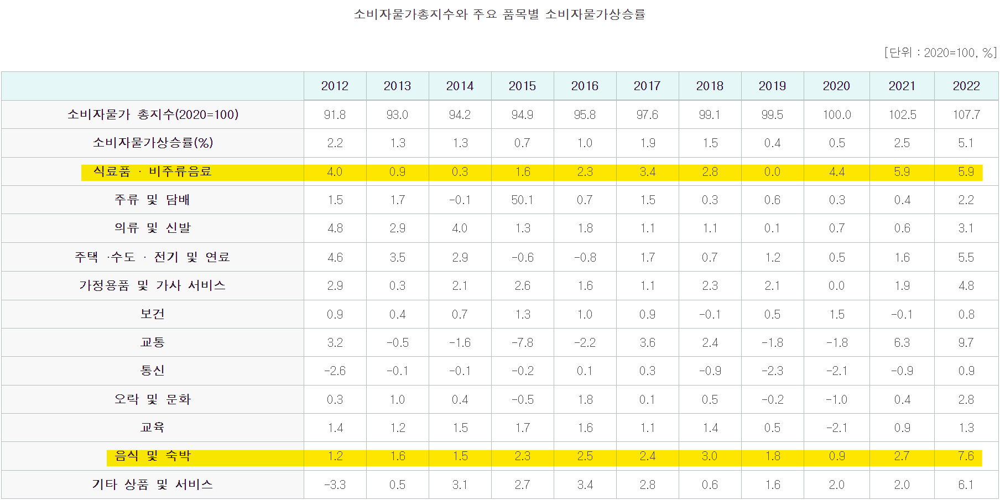 소비자물가총지수와 주요 품목별 소비자물가상승률
[단위 : 2020=100, %]
2012 2013 2014 2015 2016 2017 2018 2019 2020 2021 2022
소비자물가 총지수(2020=100) 91.8 93.0 94.2 94.9 95.8 97.6 99.1 99.5 100.0 102.5 107.7
소비자물가상승률(%) 2.2 1.3 1.3 0.7 1.0 1.9 1.5 0.4 0.5 2.5 5.1
식료품 · 비주류음료 4.0 0.9 0.3 1.6 2.3 3.4 2.8 0.0 4.4 5.9 5.9
주류 및 담배 1.5 1.7 -0.1 50.1 0.7 1.5 0.3 0.6 0.3 0.4 2.2
의류 및 신발 4.8 2.9 4.0 1.3 1.8 1.1 1.1 0.1 0.7 0.6 3.1
주택 ·수도 · 전기 및 연료 4.6 3.5 2.9 -0.6 -0.8 1.7 0.7 1.2 0.5 1.6 5.5
가정용품 및 가사 서비스 2.9 0.3 2.1 2.6 1.6 1.1 2.3 2.1 0.0 1.9 4.8
보건 0.9 0.4 0.7 1.3 1.0 0.9 -0.1 0.5 1.5 -0.1 0.8
교통 3.2 -0.5 -1.6 -7.8 -2.2 3.6 2.4 -1.8 -1.8 6.3 9.7
통신 -2.6 -0.1 -0.1 -0.2 0.1 0.3 -0.9 -2.3 -2.1 -0.9 0.9
오락 및 문화 0.3 1.0 0.4 -0.5 1.8 0.1 0.5 -0.2 -1.0 0.4 2.8
교육 1.4 1.2 1.5 1.7 1.6 1.1 1.4 0.5 -2.1 0.9 1.3
음식 및 숙박 1.2 1.6 1.5 2.3 2.5 2.4 3.0 1.8 0.9 2.7 7.6
기타 상품 및 서비스 -3.3 0.5 3.1 2.7 3.4 2.8 0.6 1.6 2.0 2.0 6.1